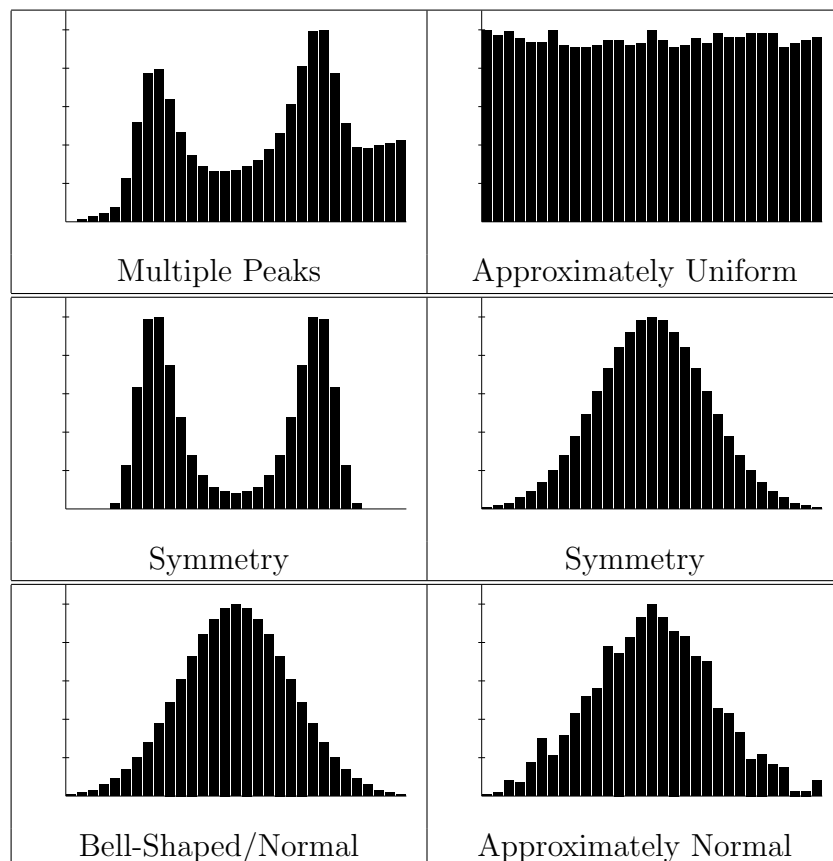 Multiple Peaks
Approximately Uniform
Symmetry
Symmetry
Bell-Shaped/Normal
Approximately Normal